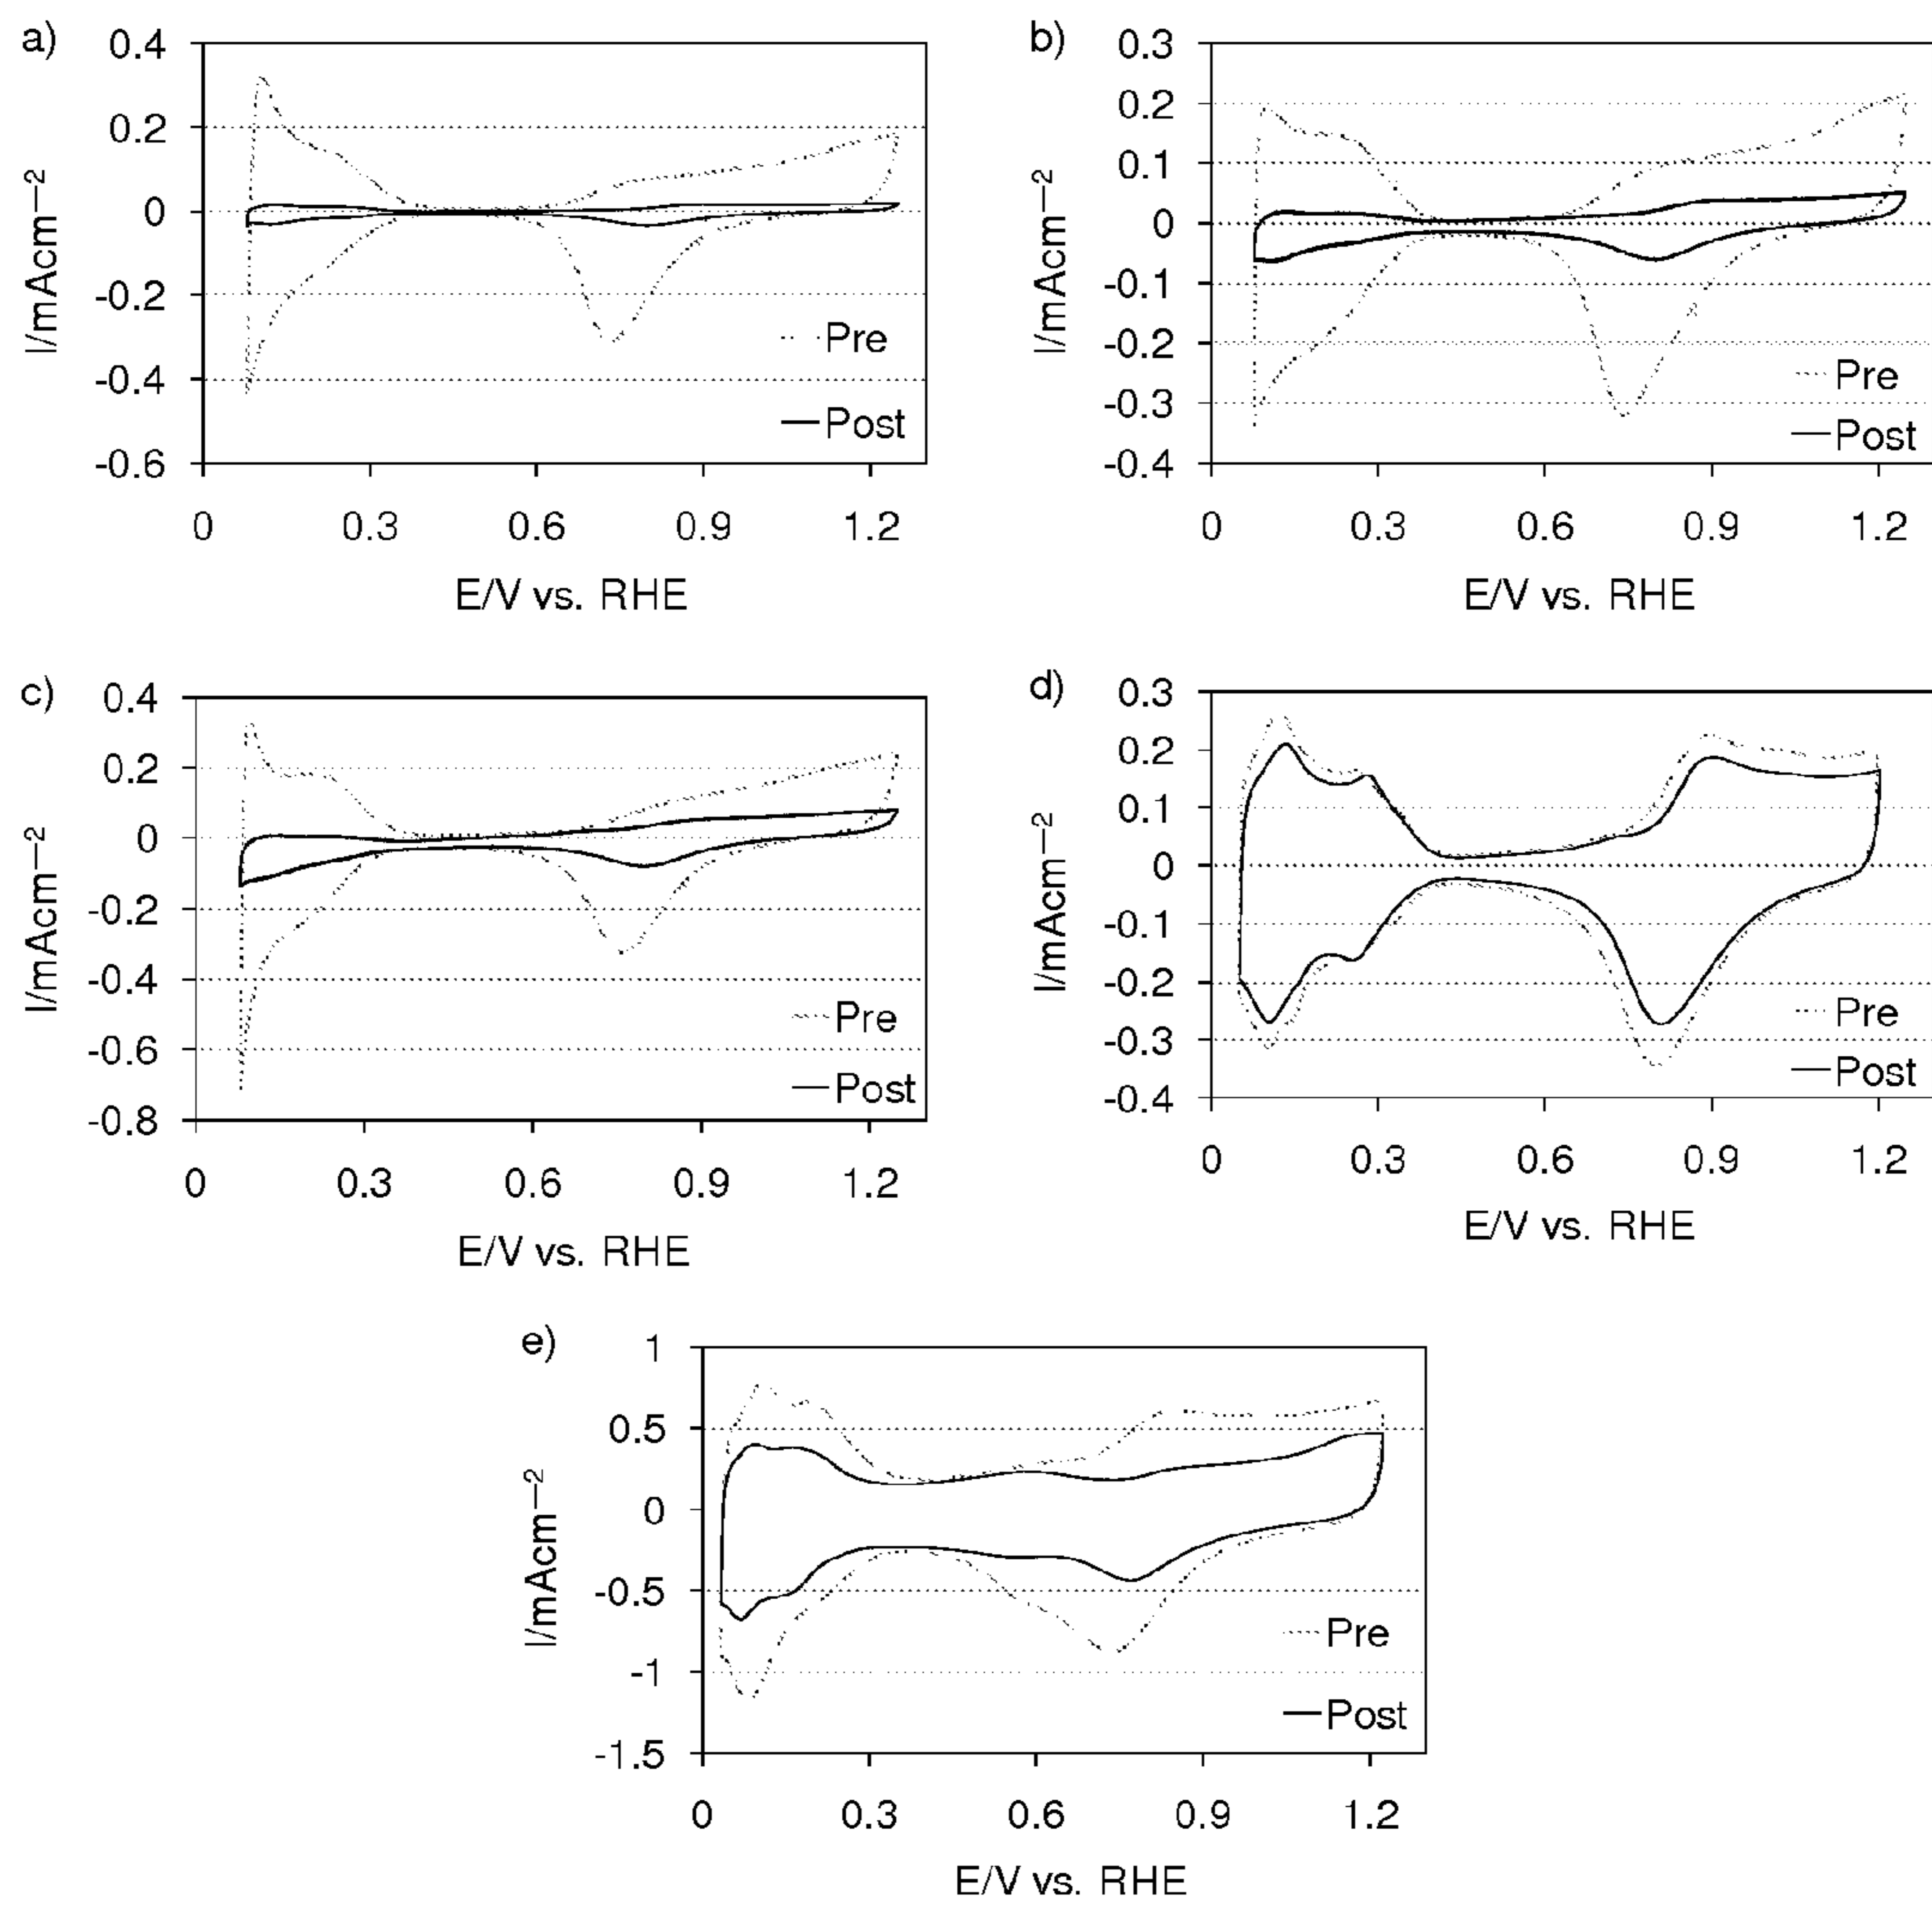 a)
0.4
0.2
0
-0.2
-0.4
-0.6
I/mAcm−2
Pre
Post
0 0.3 0.6 0.9 1.2
E/V vs. RHE
b)
0.3
0.2
0.1
0
-0.1
-0.2
-0.3
-0.4
I/mAcm−2
Pre
Post
0 0.3 0.6 0.9 1.2
E/V vs. RHE
c)
0.4
0.2
0
-0.2
-0.4
-0.6
-0.8
I/mAcm−2
Pre
Post
0 0.3 0.6 0.9 1.2
E/V vs. RHE
d)
0.3
0.2
0.1
0
-0.1
-0.2
-0.3
-0.4
I/mAcm−2
Pre
Post
0 0.3 0.6 0.9 1.2
E/V vs. RHE
e)
1
0.5
0
-0.5
-1
-1.5
I/mAcm−2
Pre
Post
0 0.3 0.6 0.9 1.2
E/V vs. RHE